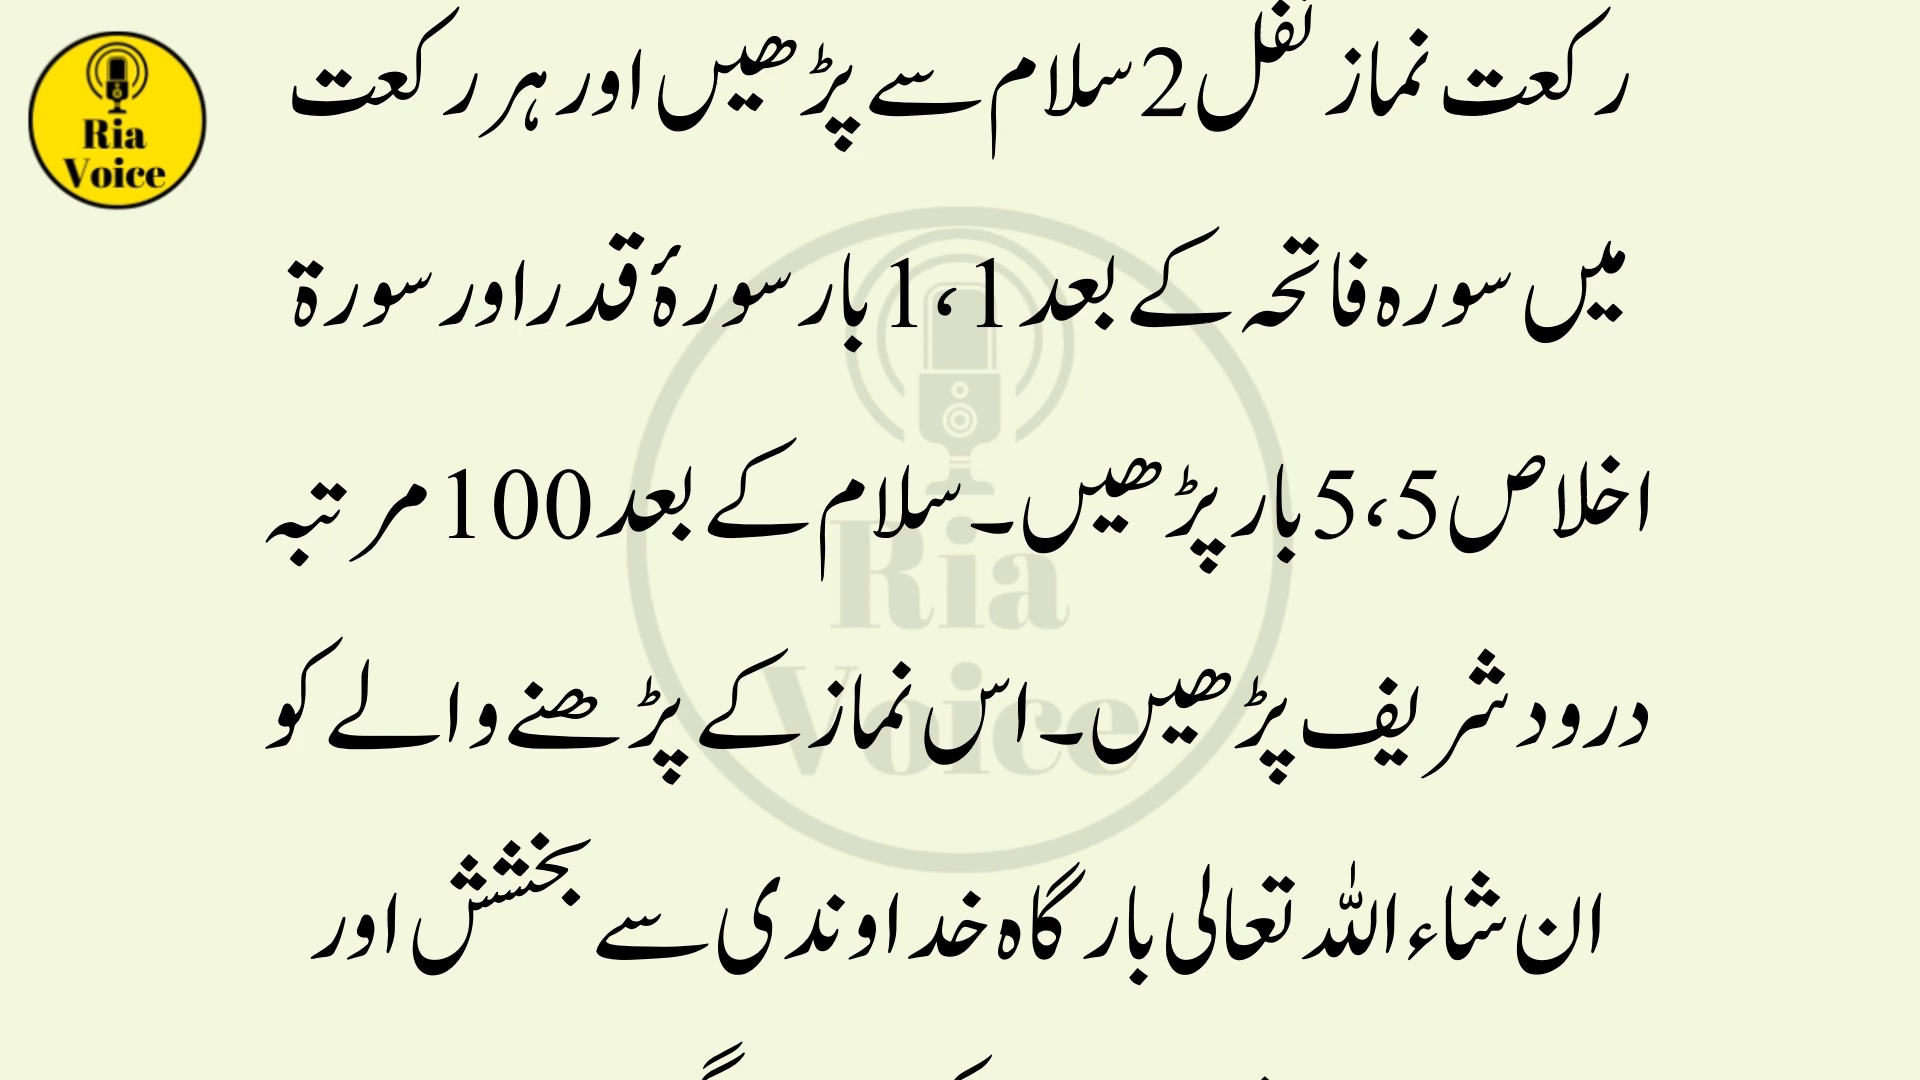 Ria
Voice
رکعت نماز نفل 2 سلام سے پڑھیں اور ہر رکعت
میں سورہ فاتحہ کے بعد 1،1 بار سورۂ قدر اور سورۃ
اخلاص 5،5 بار پڑھیں۔ سلام کے بعد 100 مرتبہ
درود شریف پڑھیں۔ اس نماز کے پڑھنے والے کو
ان شاء اللہ تعالی بارگاہ خداوندی سے بخشش اور
Ria
Voice